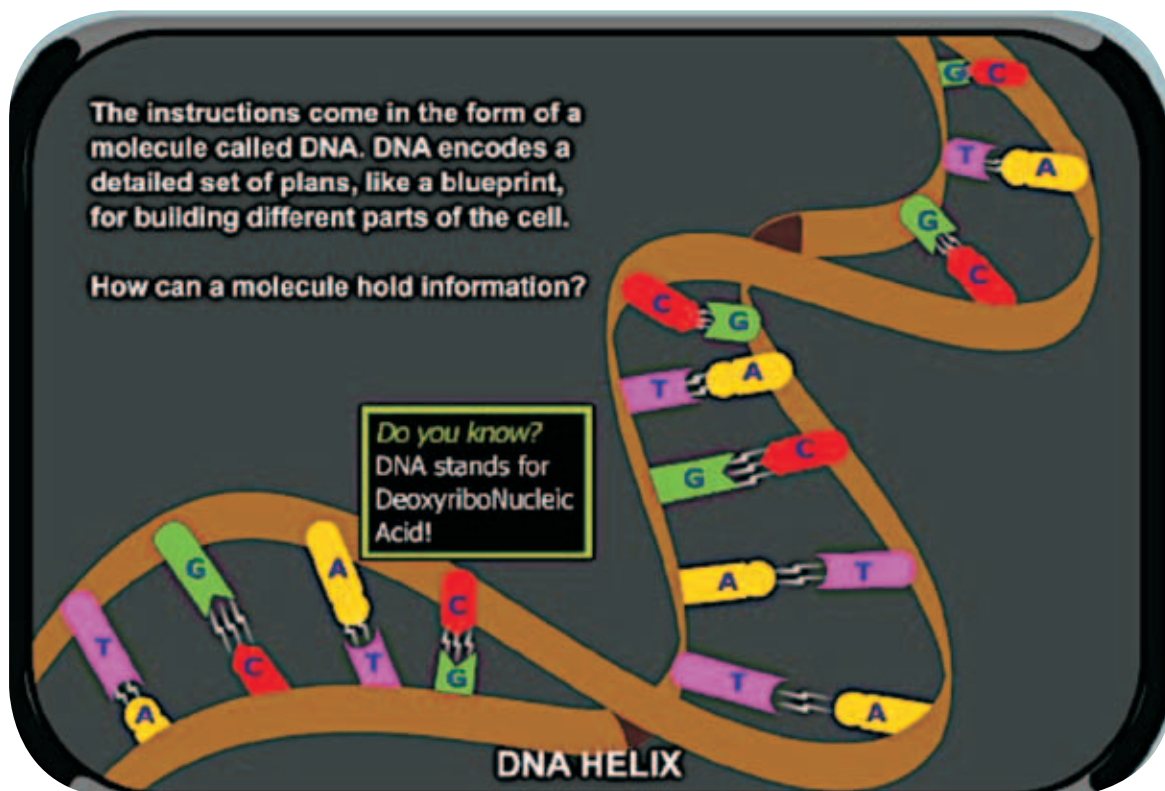 The instructions come in the form of a
molecule called DNA. DNA encodes a
detailed set of plans, like a blueprint,
for building different parts of the cell.
How can a molecule hold information?
Do you know?
DNA stands for
DeoxyriboNucleic
Acid!
G C
T A
G
C
C G
T A
G C
A T
T A
T A
G C
A T
C G
DNA HELIX